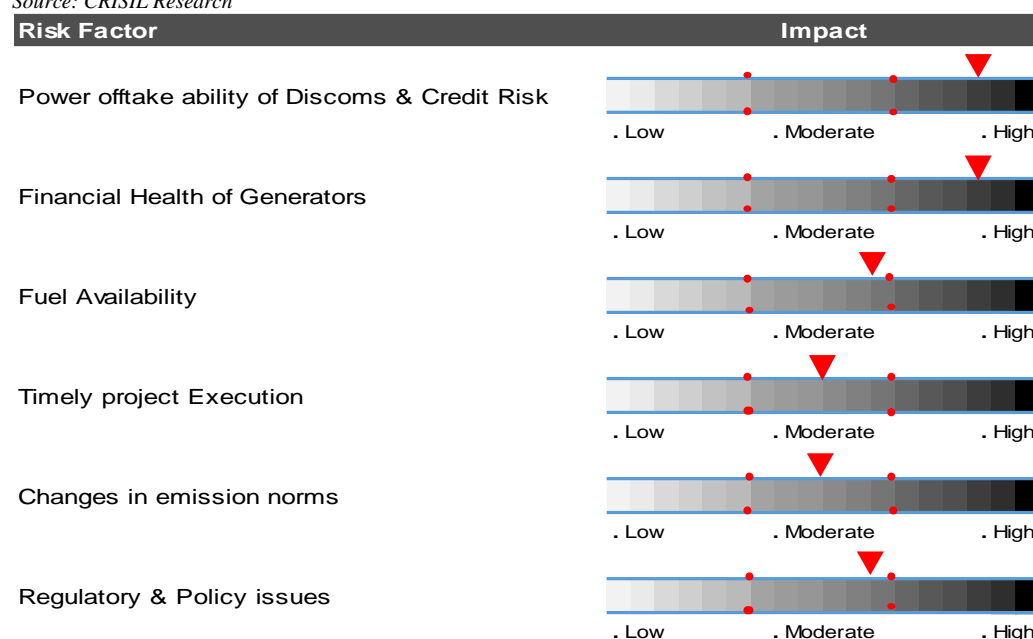 Source: CRISIL Research
Risk Factor Impact
Power offtake ability of Discoms & Credit Risk
. Low . Moderate . High
Financial Health of Generators
. Low . Moderate . High
Fuel Availability
. Low . Moderate . High
Timely project Execution
. Low . Moderate . High
Changes in emission norms
. Low . Moderate . High
Regulatory & Policy issues
. Low . Moderate . High